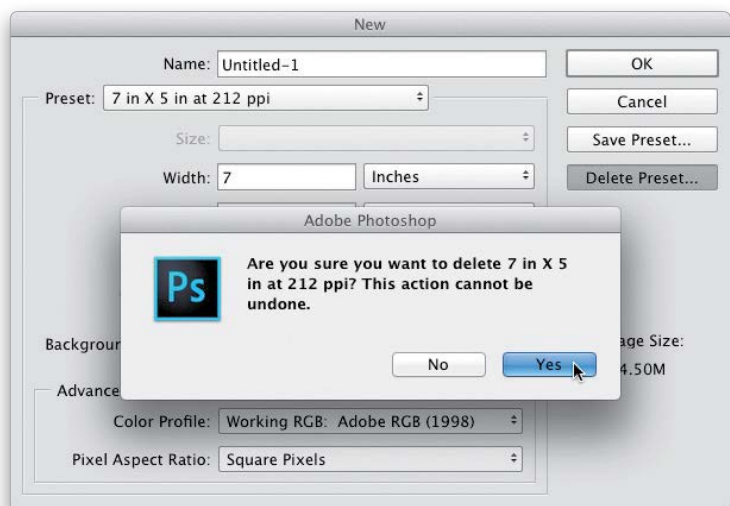 New
Name: Untitled-1
OK
Preset: 7 in X 5 in at 212 ppi
Cancel
Size:
Save Preset...
Width: 7 Inches
Delete Preset...
Adobe Photoshop
Ps
Are you sure you want to delete 7 in X 5
in at 212 ppi? This action cannot be
undone.
Backgroun
age Size:
No
Yes
4.50M
Advance
Color Profile: Working RGB: Adobe RGB (1998)
Pixel Aspect Ratio: Square Pixels